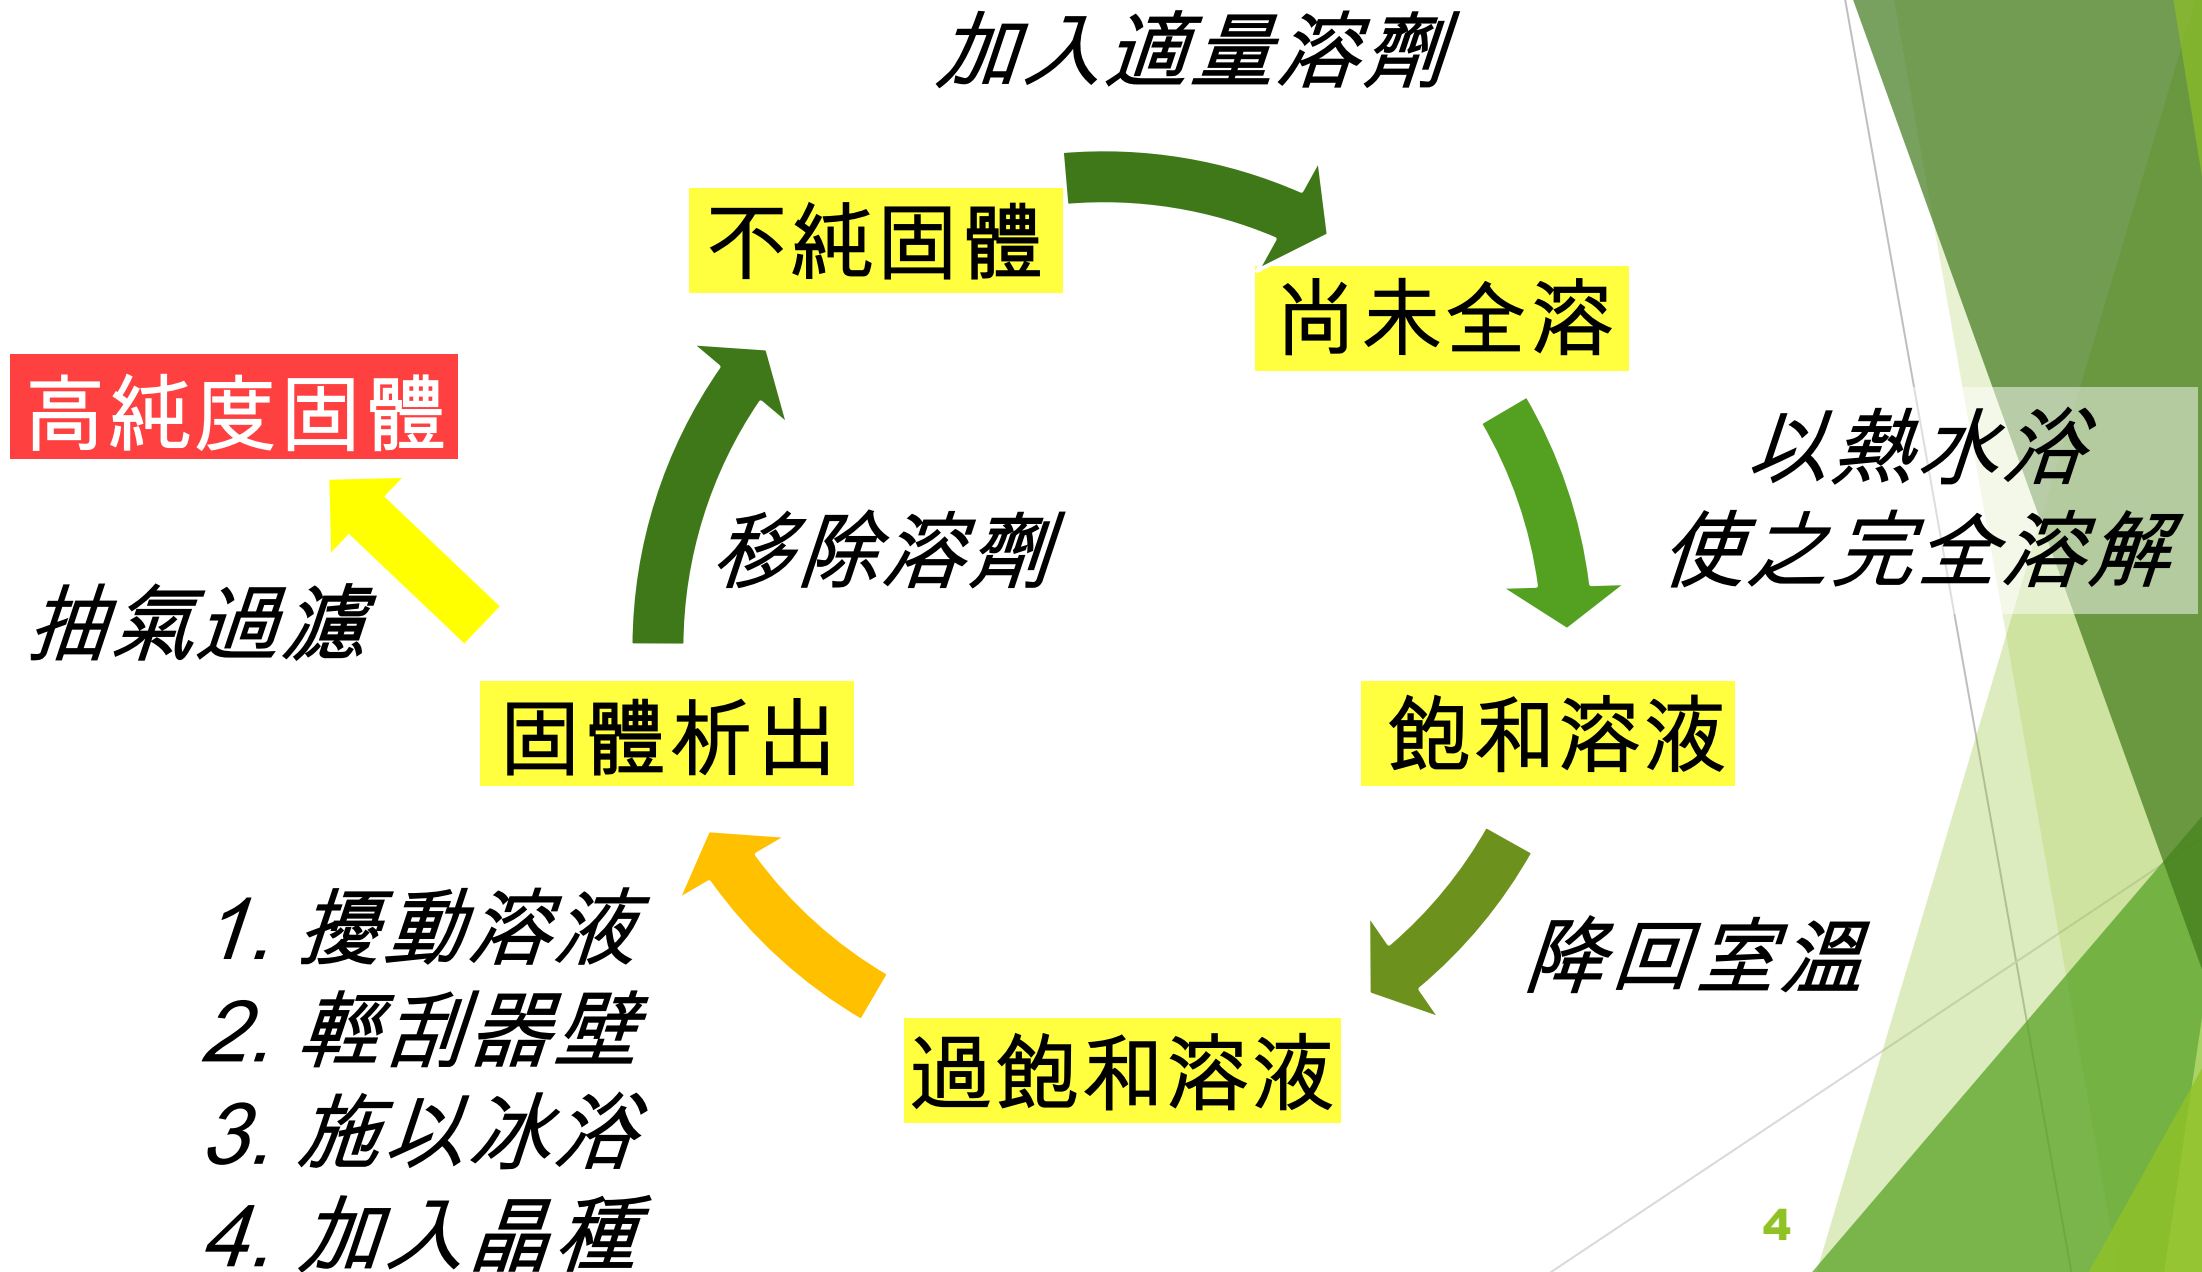 加入適量溶劑
不純固體
尚未全溶
高純度固體
以熱水浴
使之完全溶解
移除溶劑
抽氣過濾
固體析出
飽和溶液
1. 擾動溶液
2. 輕刮器壁
3. 施以冰浴
4. 加入晶種
降回室溫
過飽和溶液
4